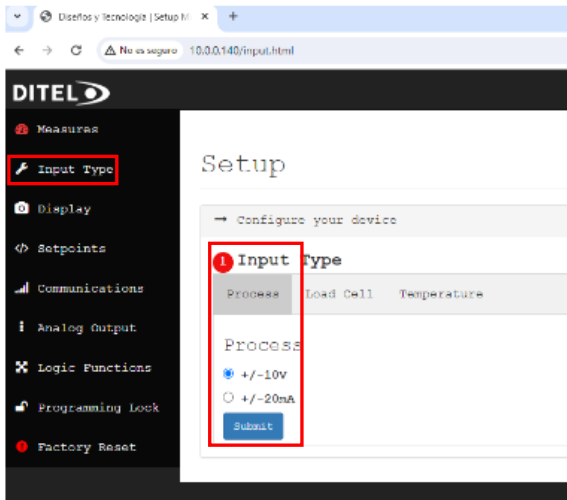 Diseños y Tecnología | Setup M
No es seguro 10.0.0.140/input.html
DITEL
Measures
Input Type
Display
Setpoints
Communications
Analog Output
Logic Functions
Programming Lock
Factory Reset
Setup
→ Configure your device
1 Input Type
Process Load Cell Temperature
Process
+/-10V
+/-20mA
Submit